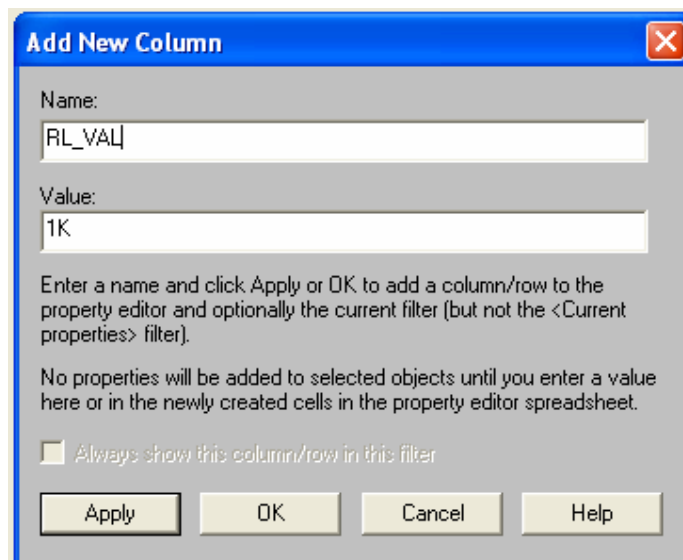 Add New Column
Name:
RL_VAL
Value:
1K
Enter a name and click Apply or OK to add a column/row to the
property editor and optionally the current filter (but not the <Current
properties> filter).
No properties will be added to selected objects until you enter a value
here or in the newly created cells in the property editor spreadsheet.
Always show this column/row in this filter
Apply OK Cancel Help